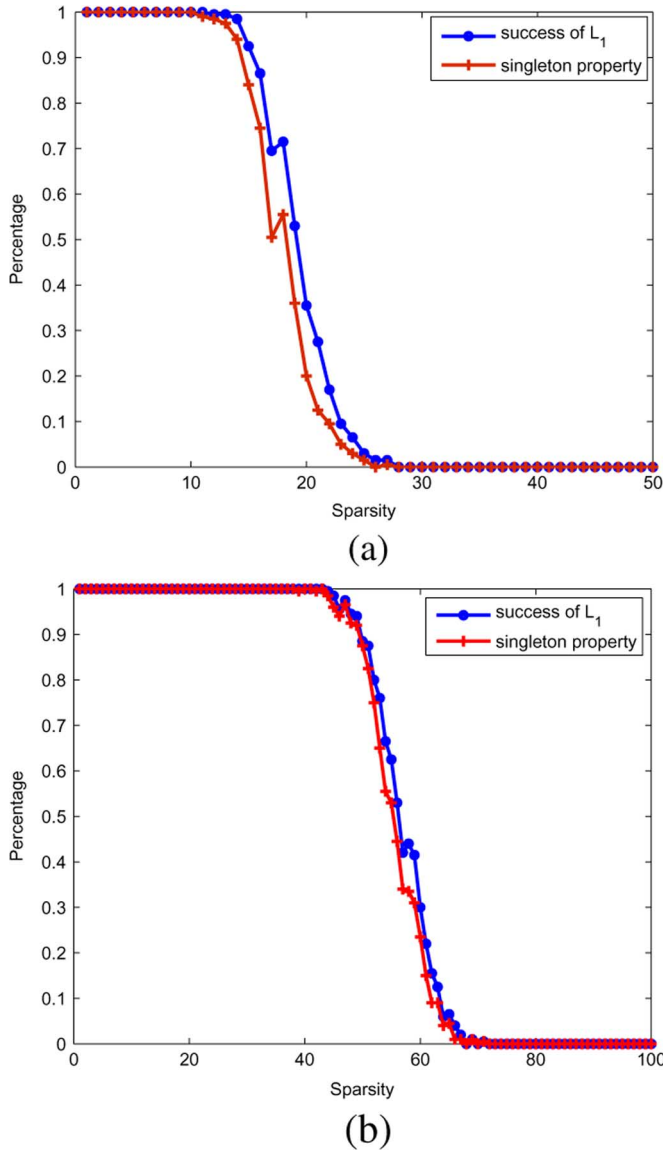 1
0.9
0.8
0.7
0.6
0.5
0.4
0.3
0.2
0.1
0
Percentage
success of L1
singleton property
0 10 20 30 40 50
Sparsity
(a)
1
0.9
0.8
0.7
0.6
0.5
0.4
0.3
0.2
0.1
0
Percentage
success of L1
singleton property
0 20 40 60 80 100
Sparsity
(b)